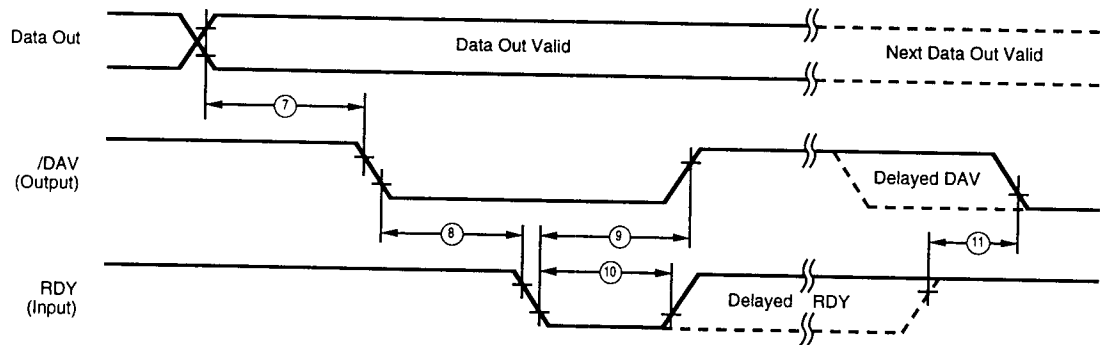 Data Out
Data Out Valid
Next Data Out Valid
7
/DAV
(Output)
Delayed DAV
8
9
11
10
RDY
(Input)
Delayed RDY